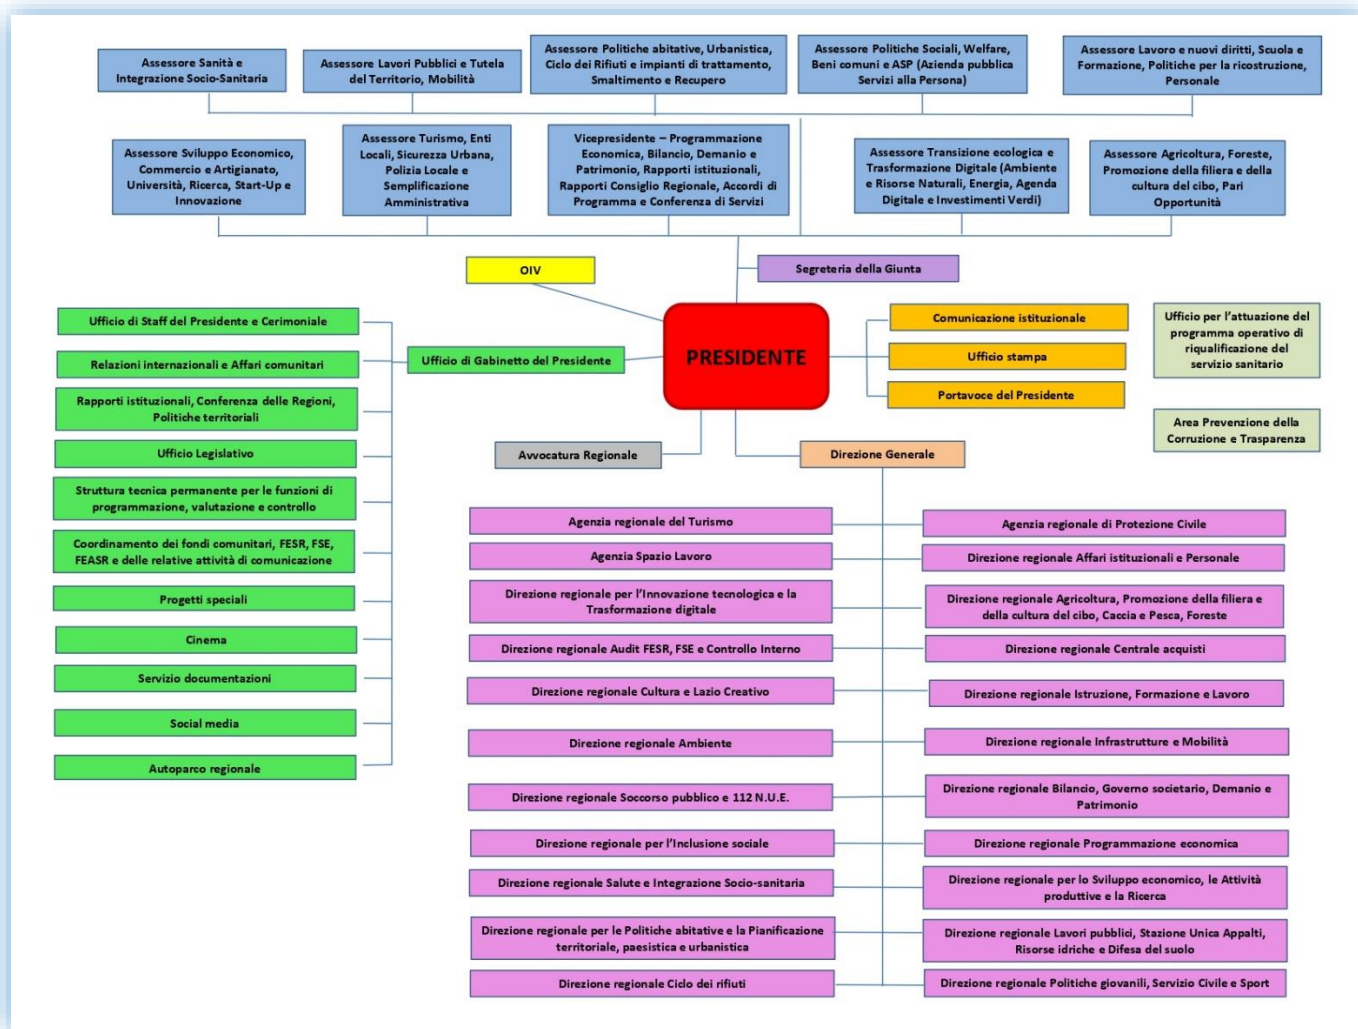 Assessore Sanità e
Integrazione Socio-Sanitaria
Assessore Lavori Pubblici e Tutela
del Territorio, Mobilità
Assessore Politiche abitative, Urbanistica,
Ciclo dei Rifiuti e impianti di trattamento,
Smaltimento e Recupero
Assessore Politiche Sociali, Welfare,
Beni comuni e ASP (Azienda pubblica
Servizi alla Persona)
Assessore Lavoro e nuovi diritti, Scuola e
Formazione, Politiche per la ricostruzione,
Personale
Assessore Sviluppo Economico,
Commercio e Artigianato,
Università, Ricerca, Start-Up e
Innovazione
Assessore Turismo, Enti
Locali, Sicurezza Urbana,
Polizia Locale e
Semplificazione
Amministrativa
Vicepresidente – Programmazione
Economica, Bilancio, Demanio e
Patrimonio, Rapporti istituzionali,
Rapporti Consiglio Regionale, Accordi di
Programma e Conferenza di Servizi
Assessore Transizione ecologica e
Trasformazione Digitale (Ambiente
e Risorse Naturali, Energia, Agenda
Digitale e Investimenti Verdi)
Assessore Agricoltura, Foreste,
Promozione della filiera e della
cultura del cibo, Pari
Opportunità
OIV
Segreteria della Giunta
Ufficio di Staff del Presidente e Cerimoniale
Relazioni internazionali e Affari comunitari
Rapporti istituzionali, Conferenza delle Regioni,
Politiche territoriali
Ufficio Legislativo
Struttura tecnica permanente per le funzioni di
programmazione, valutazione e controllo
Coordinamento dei fondi comunitari, FESR, FSE,
FEASR e delle relative attività di comunicazione
Progetti speciali
Cinema
Servizio documentazioni
Social media
Autoparco regionale
Ufficio di Gabinetto del Presidente
PRESIDENTE
Comunicazione istituzionale
Ufficio stampa
Portavoce del Presidente
Ufficio per l’attuazione del
programma operativo di
riqualificazione del
servizio sanitario
Area Prevenzione della
Corruzione e Trasparenza
Avvocatura Regionale
Direzione Generale
Agenzia regionale del Turismo
Agenzia regionale di Protezione Civile
Agenzia Spazio Lavoro
Direzione regionale Affari istituzionali e Personale
Direzione regionale per l’Innovazione tecnologica e la
Trasformazione digitale
Direzione regionale Agricoltura, Promozione della filiera e
della cultura del cibo, Caccia e Pesca, Foreste
Direzione regionale Audit FESR, FSE e Controllo Interno
Direzione regionale Centrale acquisti
Direzione regionale Cultura e Lazio Creativo
Direzione regionale Istruzione, Formazione e Lavoro
Direzione regionale Ambiente
Direzione regionale Infrastrutture e Mobilità
Direzione regionale Soccorso pubblico e 112 N.U.E.
Direzione regionale Bilancio, Governo societario, Demanio e
Patrimonio
Direzione regionale per l’Inclusione sociale
Direzione regionale Programmazione economica
Direzione regionale Salute e Integrazione Socio-sanitaria
Direzione regionale per lo Sviluppo economico, le Attività
produttive e la Ricerca
Direzione regionale per le Politiche abitative e la Pianificazione
territoriale, paesistica e urbanistica
Direzione regionale Lavori pubblici, Stazione Unica Appalti,
Risorse idriche e Difesa del suolo
Direzione regionale Ciclo dei rifiuti
Direzione regionale Politiche giovanili, Servizio Civile e Sport